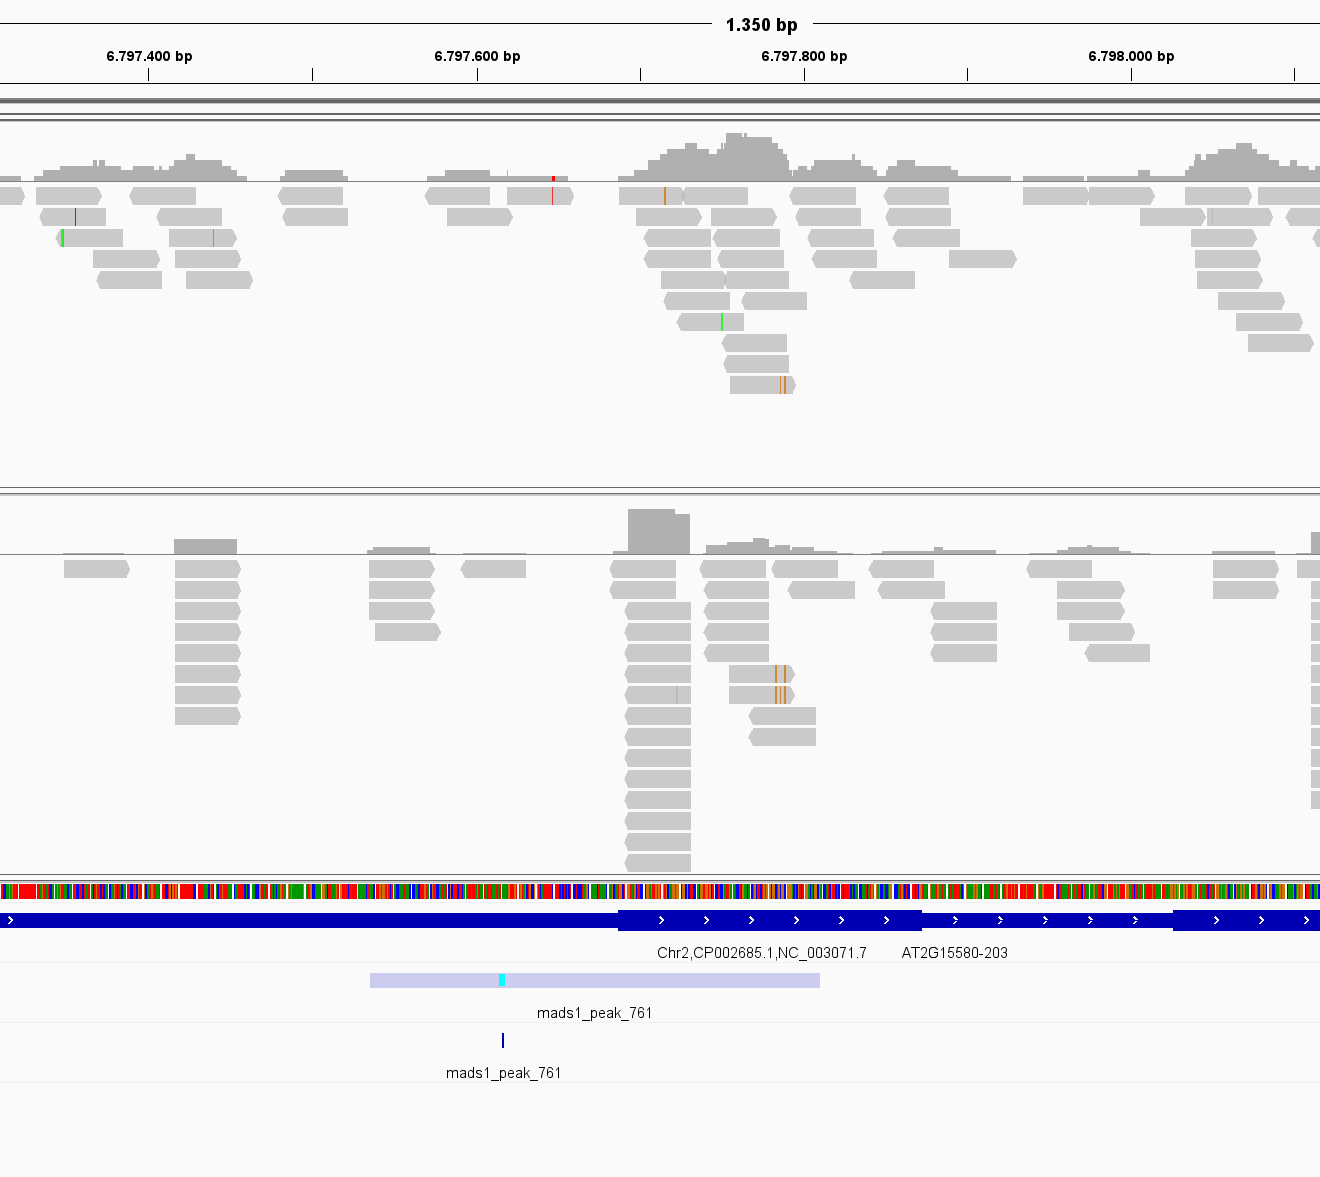 1.350 bp
6.797.400 bp 6.797.600 bp 6.797.800 bp 6.798.000 bp
Chr2,CP002685.1,NC_003071.7 AT2G15580-203
mads1_peak_761
mads1_peak_761